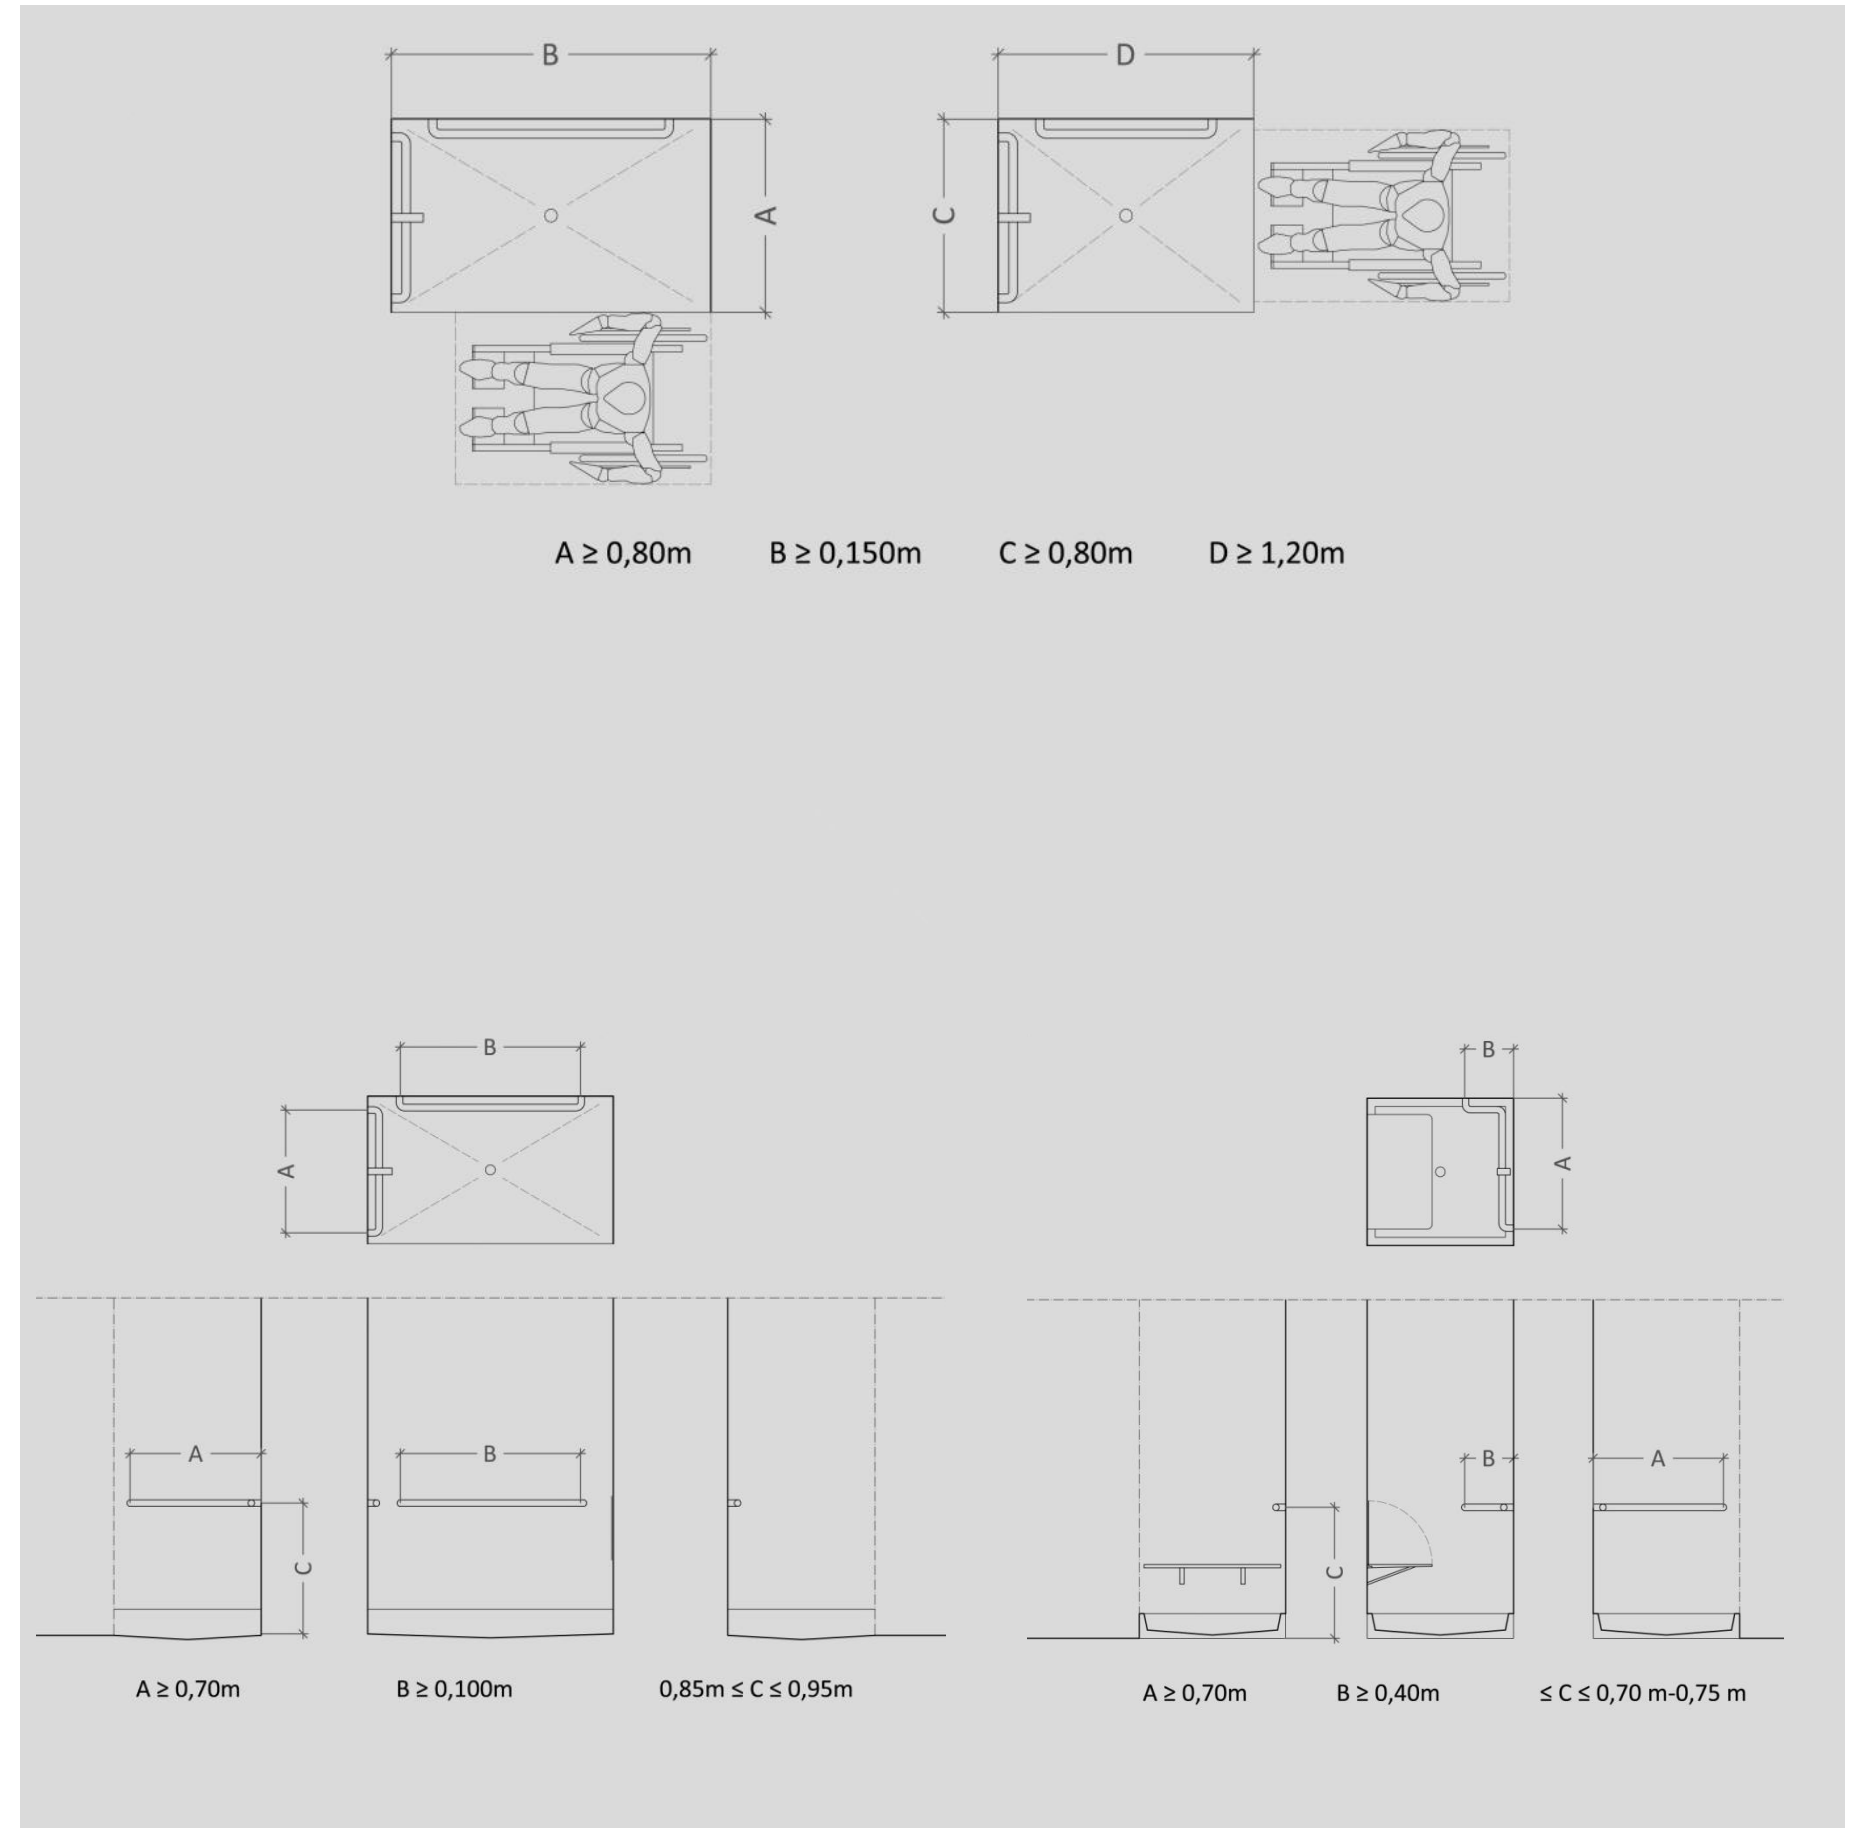 B
D
A
C
A ≥ 0,80m B ≥ 0,150m C ≥ 0,80m D ≥ 1,20m
B
A
A
B
C
A ≥ 0,70m B ≥ 0,100m 0,85m ≤ C ≤ 0,95m
B
A
B
A
C
A ≥ 0,70m B ≥ 0,40m ≤ C ≤ 0,70 m-0,75 m